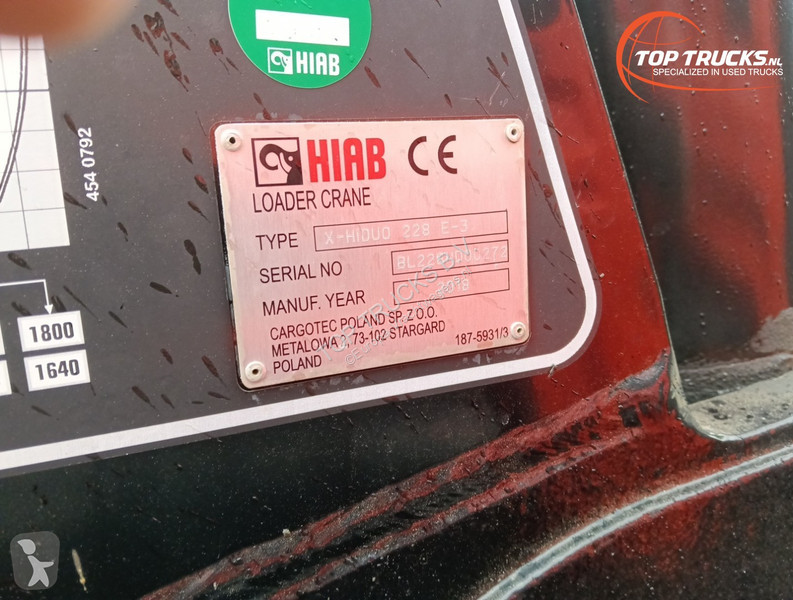 HIAB
TOP TRUCKS.NL
SPECIALIZED IN USED TRUCKS
454 0792
HIAB CE
LOADER CRANE
TYPE X-HIDUO 228 E-3
SERIAL NO
MANUF. YEAR 2018
CARGOTEC POLAND SP. Z O.O.
METALOWA 2, 73-102 STARGARD
POLAND
187-5931/3
1800
1640